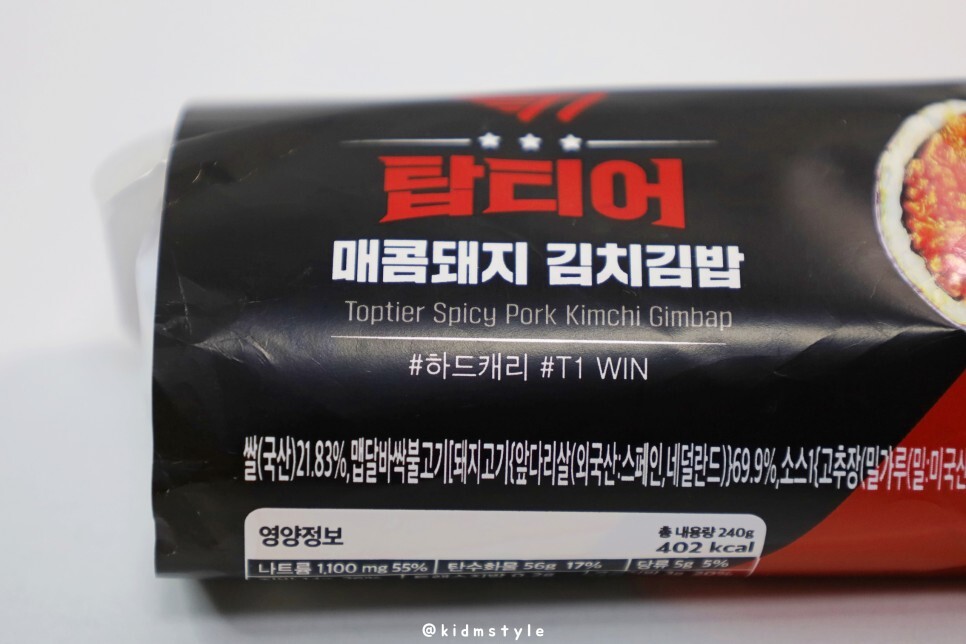 탑티어
매콤돼지 김치김밥
Toptier Spicy Pork Kimchi Gimbap
#하드캐리 #T1 WIN
쌀(국산)21.83%,맵달바싹불고기[돼지고기{앞다리살(외국산:스페인,네덜란드)}69.9%,소스1{고추장(밀가루(밀:미국산
영양정보
총 내용량 240g
402 kcal
나트륨 1,100 mg 55% 탄수화물 56g 17% 당류 5g 5%
@kidmstyle